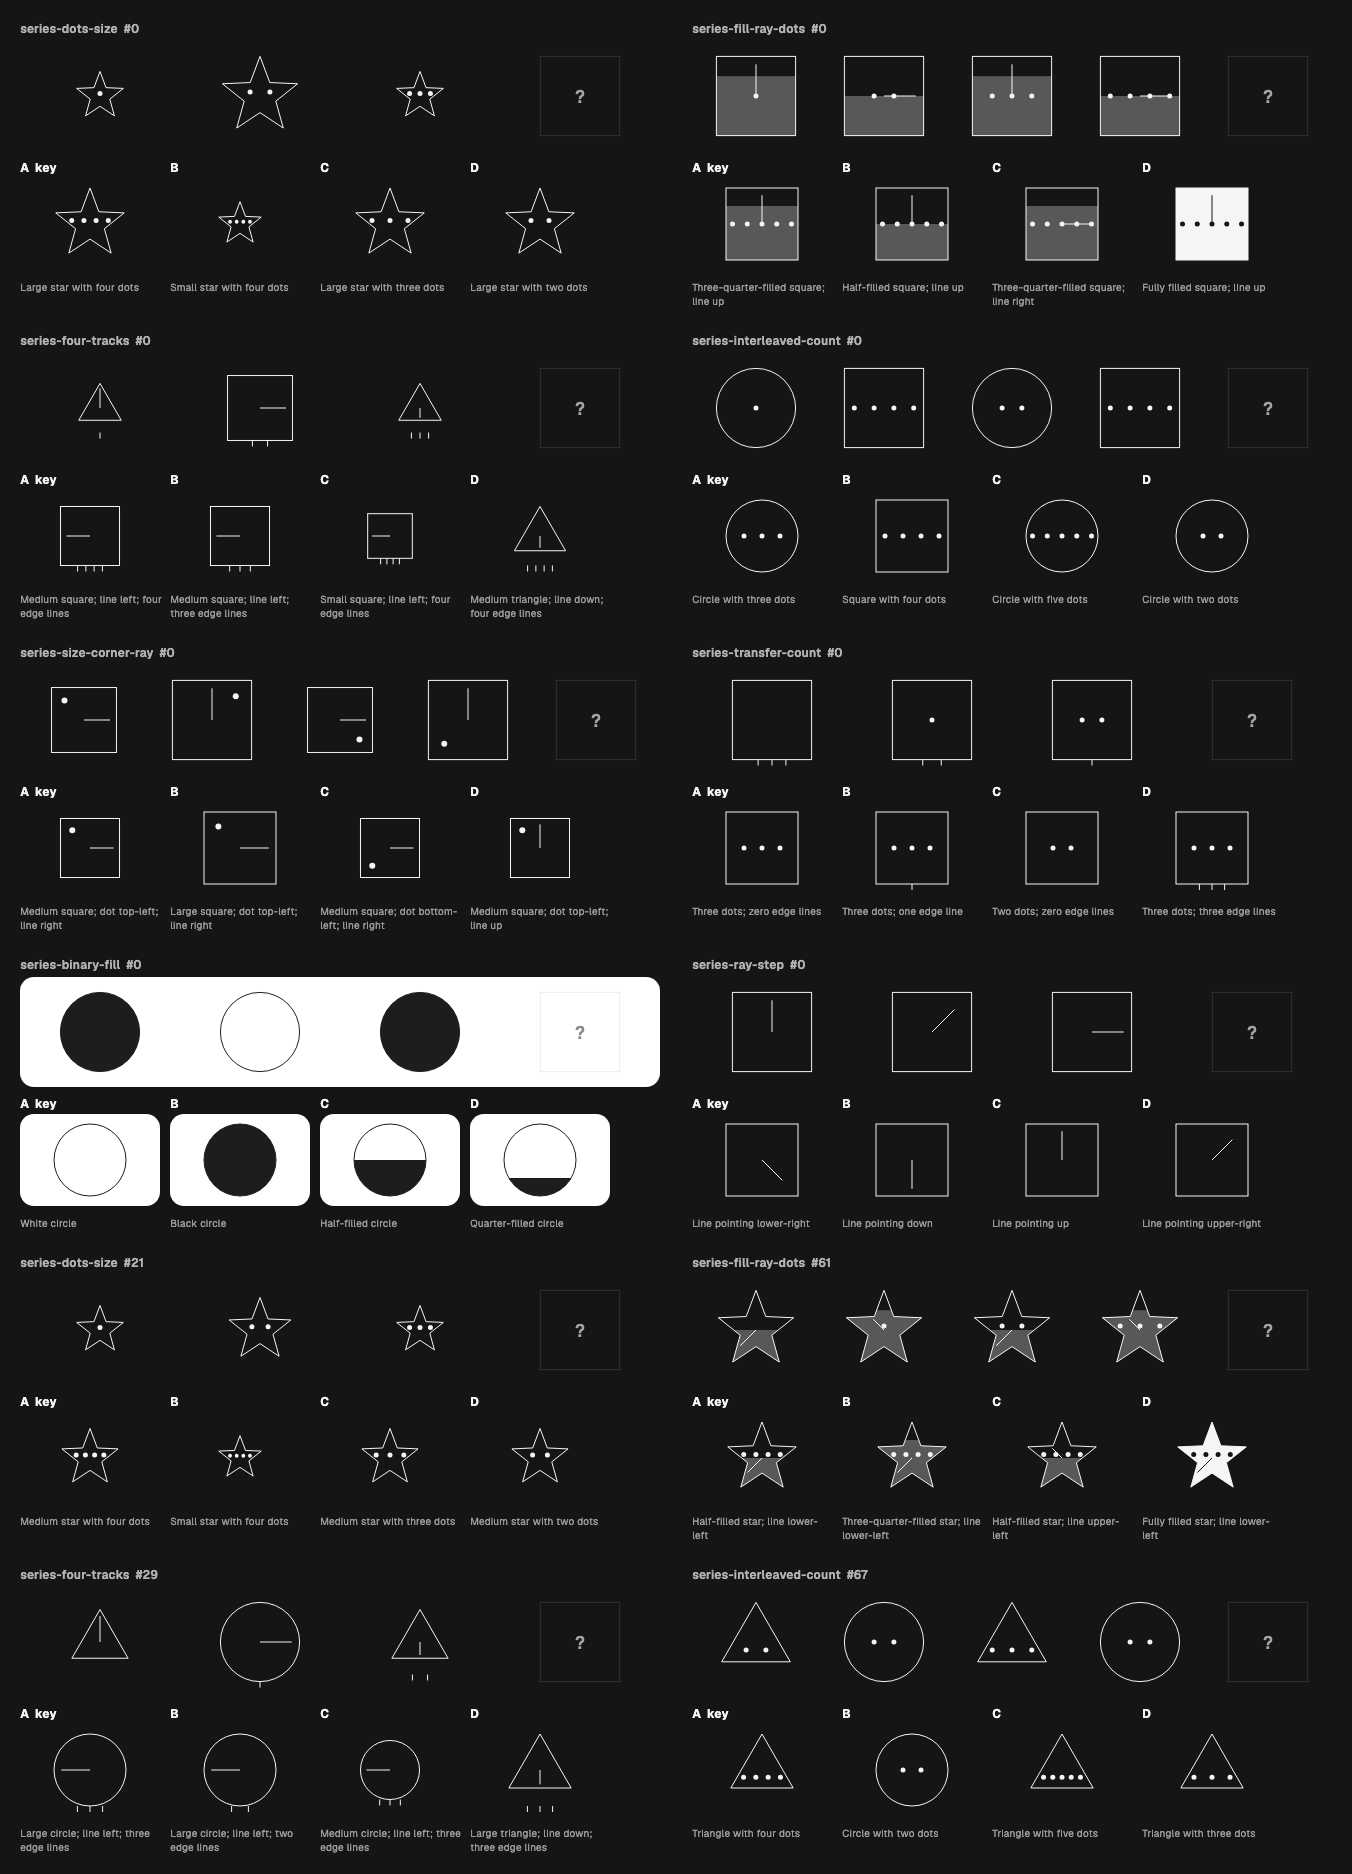 series-dots-size #0
series-fill-ray-dots #0
?
?
A key
B
C
D
A key
B
C
D
Large star with four dots
Small star with four dots
Large star with three dots
Large star with two dots
Three-quarter-filled square;
line up
Half-filled square; line up
Three-quarter-filled square;
line right
Fully filled square; line up
series-four-tracks #0
series-interleaved-count #0
?
?
A key
B
C
D
A key
B
C
D
Medium square; line left; four
edge lines
Medium square; line left;
three edge lines
Small square; line left; four
edge lines
Medium triangle; line down;
four edge lines
Circle with three dots
Square with four dots
Circle with five dots
Circle with two dots
series-size-corner-ray #0
series-transfer-count #0
?
?
A key
B
C
D
A key
B
C
D
Medium square; dot top-left;
line right
Large square; dot top-left;
line right
Medium square; dot bottom-
left; line right
Medium square; dot top-left;
line up
Three dots; zero edge lines
Three dots; one edge line
Two dots; zero edge lines
Three dots; three edge lines
series-binary-fill #0
series-ray-step #0
?
?
A key
B
C
D
A key
B
C
D
White circle
Black circle
Half-filled circle
Quarter-filled circle
Line pointing lower-right
Line pointing down
Line pointing up
Line pointing upper-right
series-dots-size #21
series-fill-ray-dots #61
?
?
A key
B
C
D
A key
B
C
D
Medium star with four dots
Small star with four dots
Medium star with three dots
Medium star with two dots
Half-filled star; line lower-
left
Three-quarter-filled star; line
lower-left
Half-filled star; line upper-
left
Fully filled star; line lower-
left
series-four-tracks #29
series-interleaved-count #67
?
?
A key
B
C
D
A key
B
C
D
Large circle; line left; three
edge lines
Large circle; line left; two
edge lines
Medium circle; line left; three
edge lines
Large triangle; line down;
three edge lines
Triangle with four dots
Circle with two dots
Triangle with five dots
Triangle with three dots